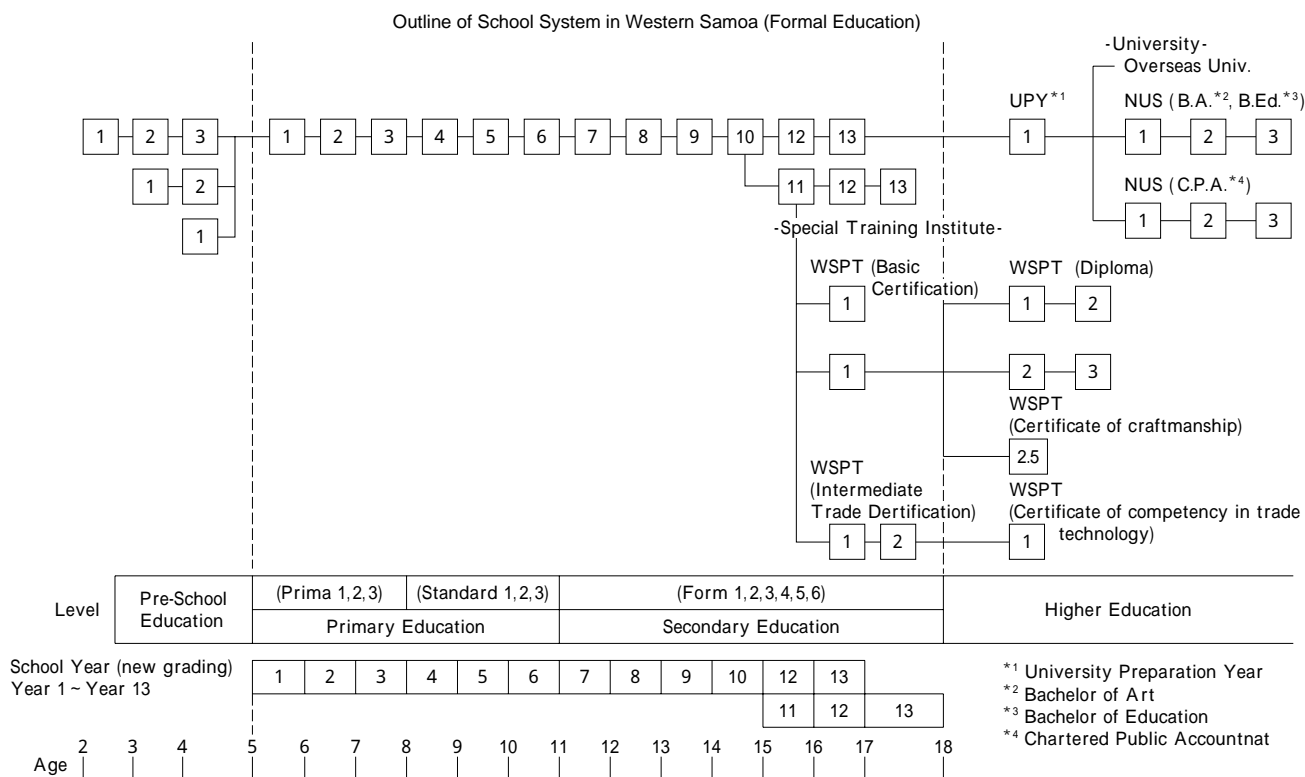 Outline of School System in Western Samoa (Formal Education)
-University-
Overseas Univ.
UPY*1
NUS (B.A.*2, B.Ed.*3)
1 2 3 1 2 3 4 5 6 7 8 9 10 12 13 1 1 2 3
1 2 11 12 13
NUS (C.P.A.*4)
1 1 2 3
-Special Training Institute-
WSPT (Basic
Certification)
WSPT (Diploma)
1 1 2
1 2 3
WSPT
(Certificate of craftmanship)
2.5
WSPT
(Intermediate
Trade Dertification)
WSPT
(Certificate of competency in trade
technology)
1 2 1
Level
Pre-School
Education
(Prima 1,2,3) (Standard 1,2,3) (Form 1,2,3,4,5,6)
Primary Education Secondary Education
Higher Education
School Year (new grading)
Year 1 ~ Year 13
1 2 3 4 5 6 7 8 9 10 12 13
11 12 13
*1 University Preparation Year
*2 Bachelor of Art
*3 Bachelor of Education
*4 Chartered Public Accountnat
2 3 4 5 6 7 8 9 10 11 12 13 14 15 16 17 18
Age